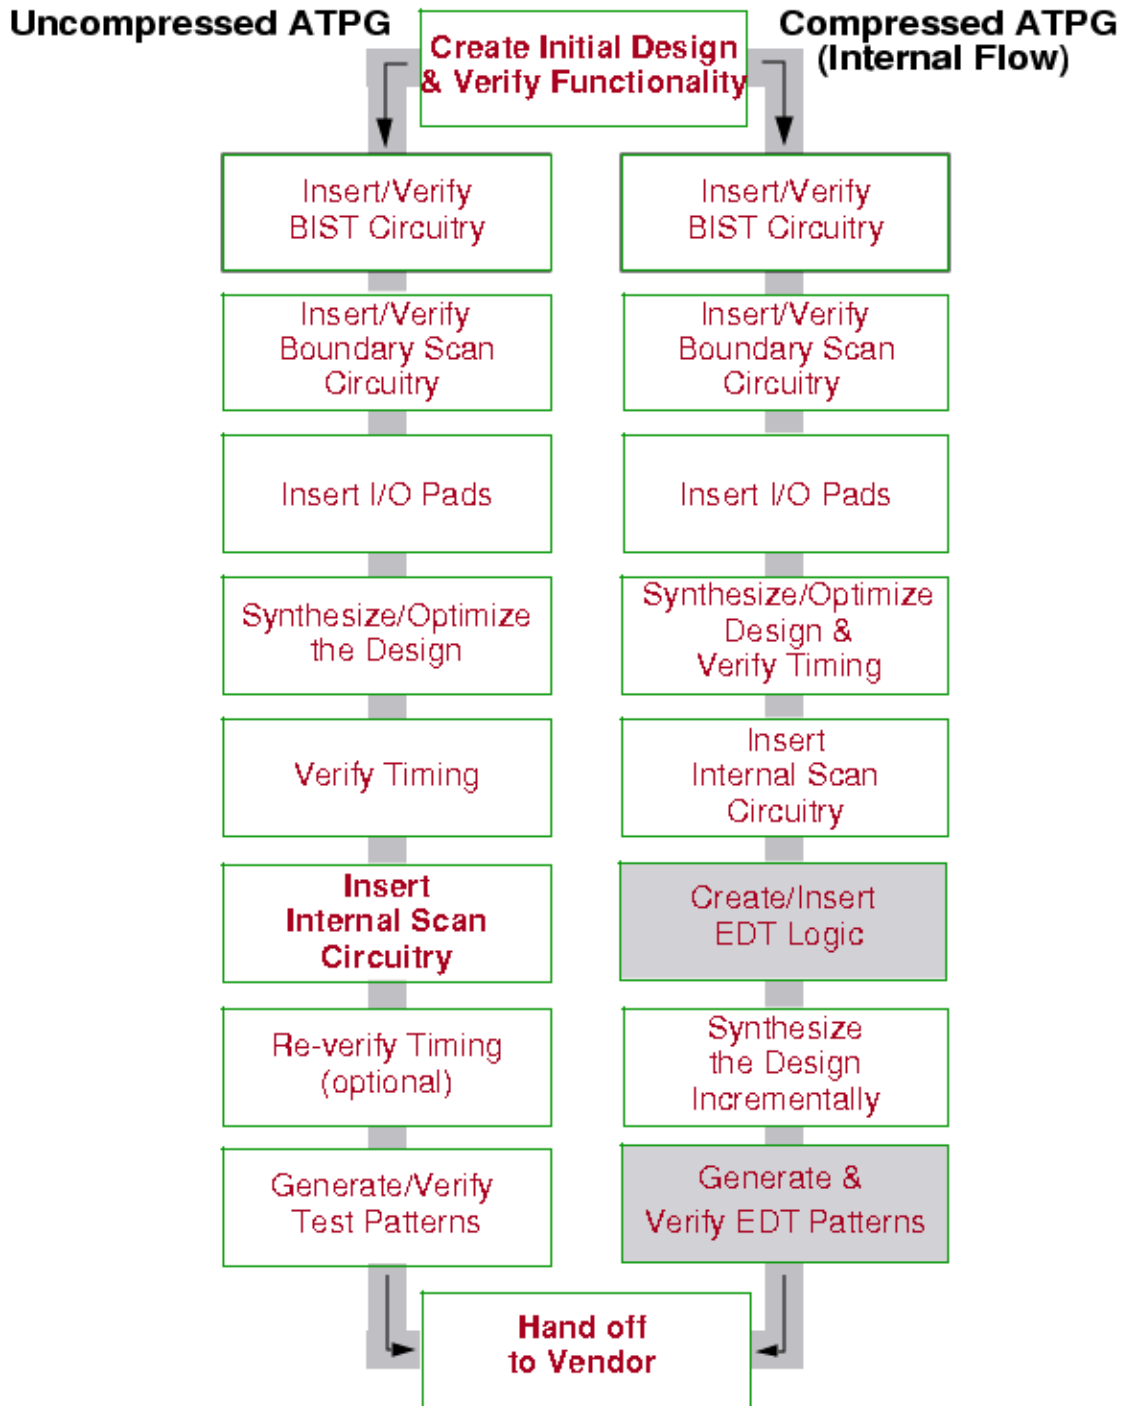 Uncompressed ATPG
Compressed ATPG
(Internal Flow)
Create Initial Design
& Verify Functionality
Insert/Verify
BIST Circuitry
Insert/Verify
Boundary Scan
Circuitry
Insert I/O Pads
Synthesize/Optimize
the Design
Verify Timing
Insert
Internal Scan
Circuitry
Re-verify Timing
(optional)
Generate/Verify
Test Patterns
Insert/Verify
BIST Circuitry
Insert/Verify
Boundary Scan
Circuitry
Insert I/O Pads
Synthesize/Optimize
Design &
Verify Timing
Insert
Internal Scan
Circuitry
Create/Insert
EDT Logic
Synthesize
the Design
Incrementally
Generate &
Verify EDT Patterns
Hand off
to Vendor